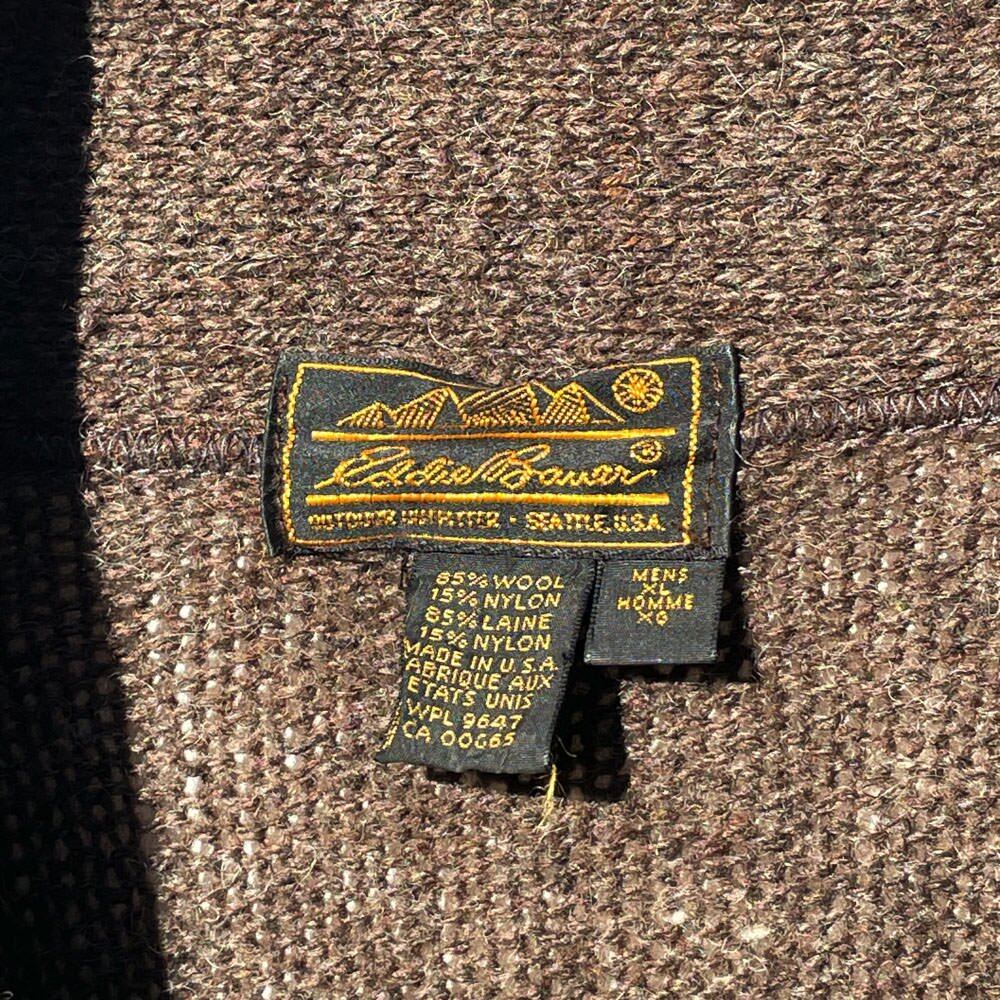 Eddie Bauer®
OUTDOOR OUTFITTER • SEATTLE, U.S.A.
85% WOOL
15% NYLON
85% LAINE
15% NYLON
MADE IN U.S.A.
FABRIQUE AUX
ETATS UNIS
WPL 9647
CA 00665
MENS
XL
HOMME
XG